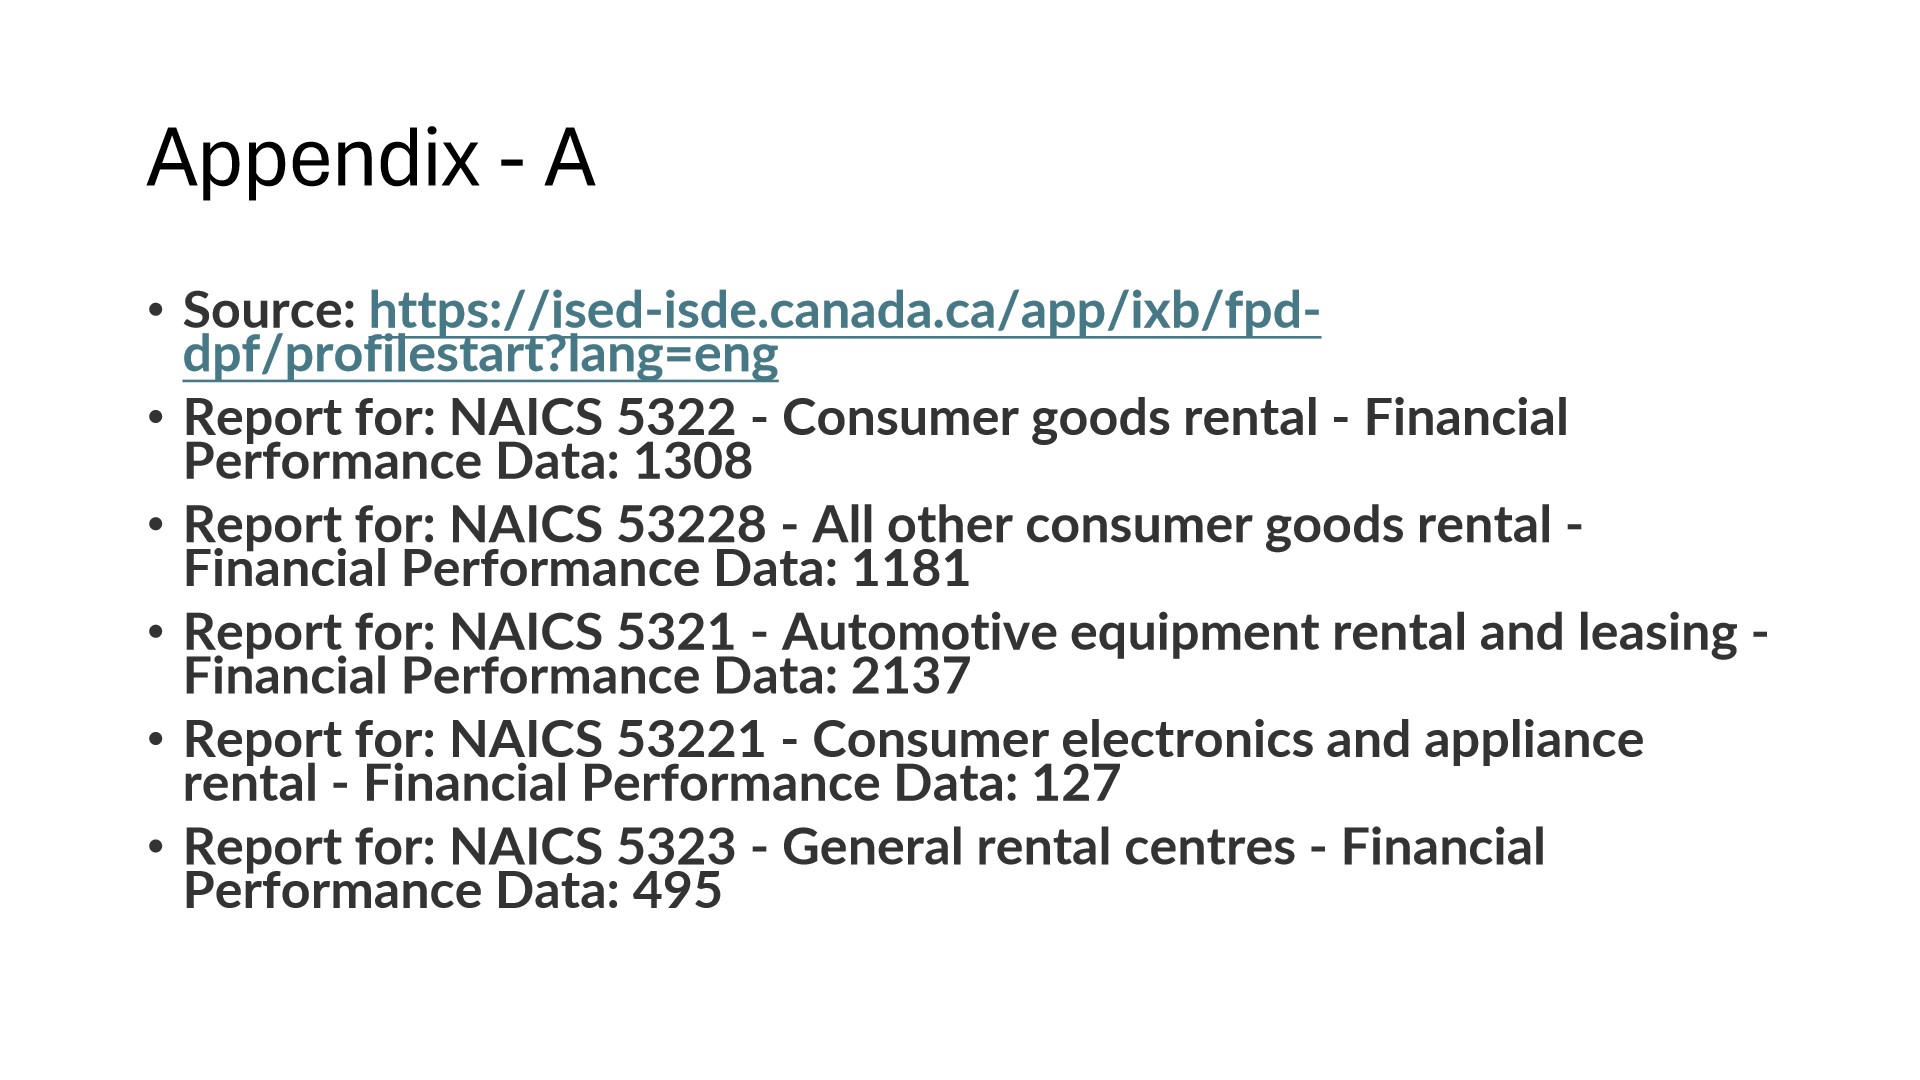 Appendix - A
• Source: https://ised-isde.canada.ca/app/ixb/fpd-
dpf/profilestart?lang=eng
• Report for: NAICS 5322 - Consumer goods rental - Financial
Performance Data: 1308
• Report for: NAICS 53228 - All other consumer goods rental -
Financial Performance Data: 1181
• Report for: NAICS 5321 - Automotive equipment rental and leasing -
Financial Performance Data: 2137
• Report for: NAICS 53221 - Consumer electronics and appliance
rental - Financial Performance Data: 127
• Report for: NAICS 5323 - General rental centres - Financial
Performance Data: 495